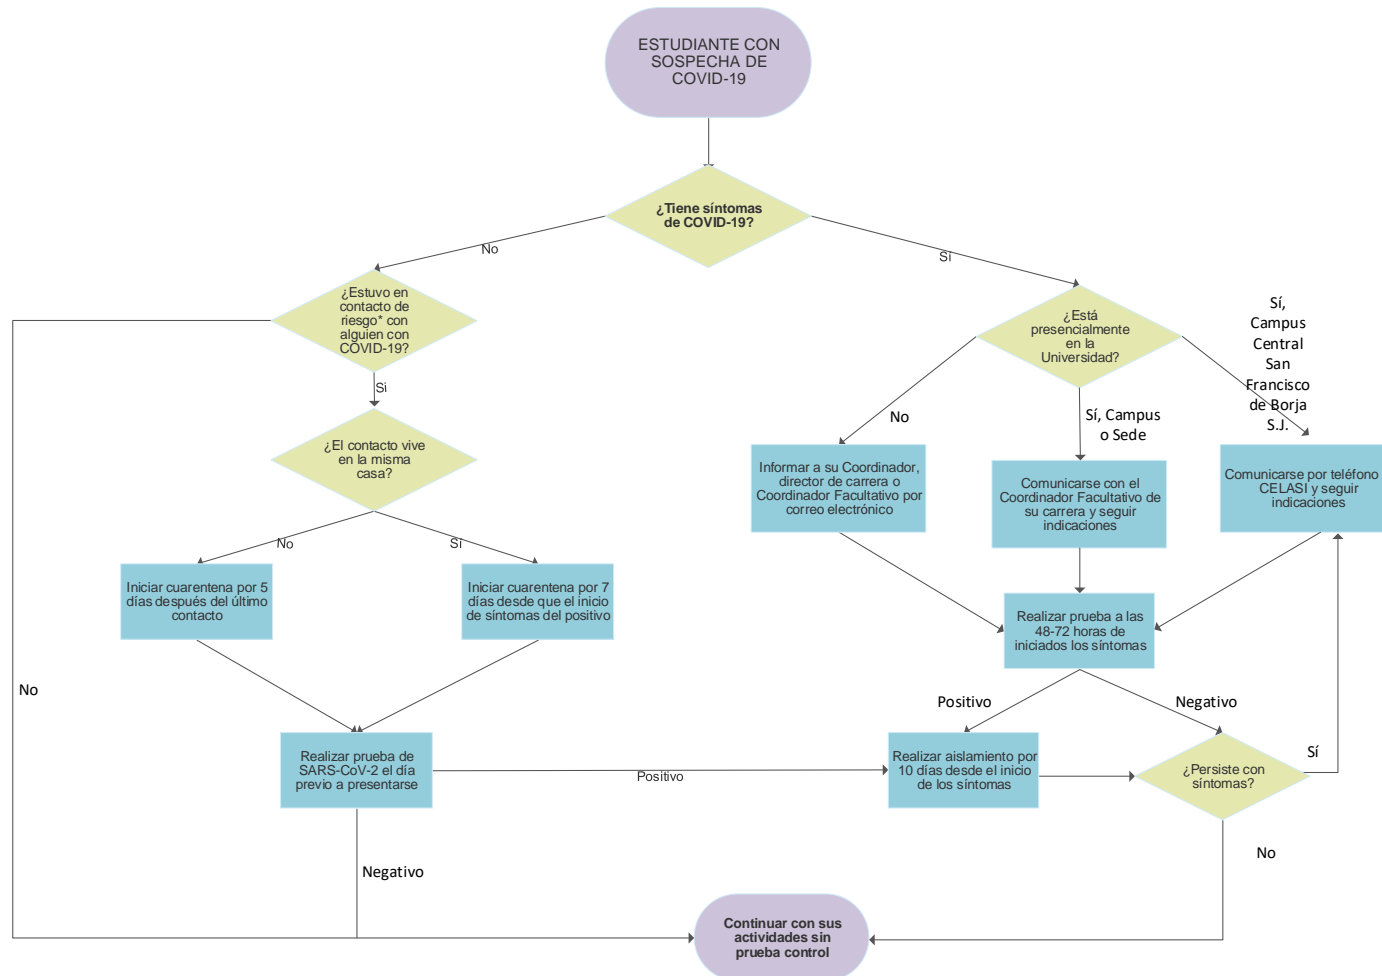 ESTUDIANTE CON
SOSPECHA DE
COVID-19
¿Tiene síntomas
de COVID-19?
No
Sí
¿Estuvo en
contacto de
riesgo* con
alguien con
COVID-19?
¿Está
presencialmente
en la
Universidad?
Sí,
Campus
Central
San
Francisco
de Borja
S.J.
Si
No
Sí, Campus
o Sede
¿El contacto vive
en la misma
casa?
Informar a su Coordinador,
director de carrera o
Coordinador Facultativo por
correo electrónico
Comunicarse con el
Coordinador Facultativo de
su carrera y seguir
indicaciones
Comunicarse por teléfono
CELASI y seguir
indicaciones
No
Sí
Iniciar cuarentena por 5
días después del último
contacto
Iniciar cuarentena por 7
días desde que el inicio
de síntomas del positivo
Realizar prueba a las
48-72 horas de
iniciados los síntomas
No
Positivo
Negativo
Realizar prueba de
SARS-CoV-2 el día
previo a presentarse
Positivo
Realizar aislamiento por
10 días desde el inicio
de los síntomas
¿Persiste con
síntomas?
Sí
Negativo
No
Continuar con sus
actividades sin
prueba control